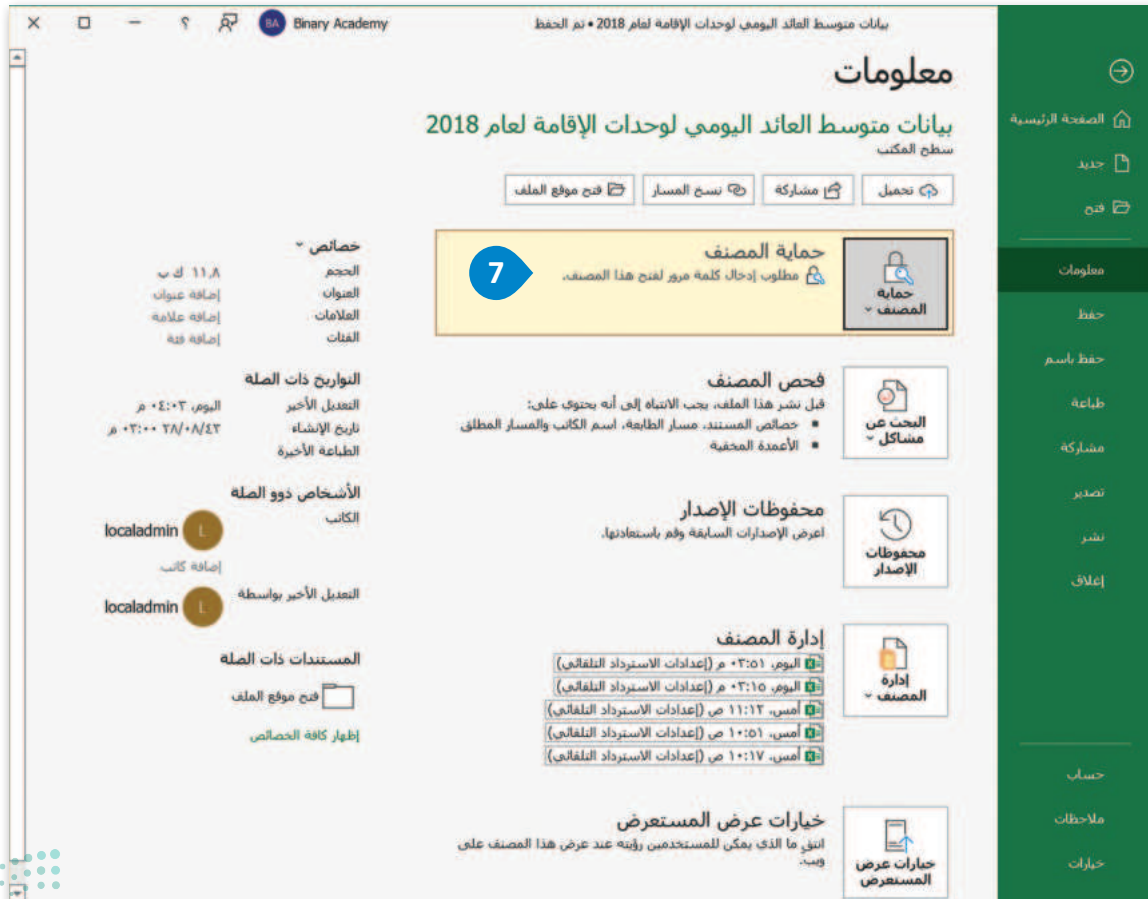 بيانات متوسط العائد اليومي لوحدات الإقامة لعام 2018 • تم الحفظ
Binary Academy
BA
؟
معلومات
بيانات متوسط العائد اليومي لوحدات الإقامة لعام 2018
سطح المكتب
تحميل
مشاركة
نسخ المسار
فتح موقع الملف
الصفحة الرئيسية
جديد
فتح
معلومات
حفظ
حفظ باسم
طباعة
مشاركة
تصدير
نشر
إغلاق
حساب
ملاحظات
خيارات
حماية
المصنف
حماية المصنف
مطلوب إدخال كلمة مرور لفتح هذا المصنف.
7
البحث عن
مشاكل
فحص المصنف
قبل نشر هذا الملف، يجب الانتباه إلى أنه يحتوي على:
▪ خصائص المستند، مسار الطابعة، اسم الكاتب والمسار المطلق
▪ الأعمدة المخفية
محفوظات
الإصدار
محفوظات الإصدار
اعرض الإصدارات السابقة وقم باستعادتها.
إدارة
المصنف
إدارة المصنف
اليوم، ٠٣:٥١ م (إعدادات الاسترداد التلقائي)
اليوم، ٠٣:١٥ م (إعدادات الاسترداد التلقائي)
أمس، ١١:١٢ ص (إعدادات الاسترداد التلقائي)
أمس، ١٠:٥١ ص (إعدادات الاسترداد التلقائي)
أمس، ١٠:١٧ ص (إعدادات الاسترداد التلقائي)
خيارات عرض
المستعرض
خيارات عرض المستعرض
انتقِ ما الذي يمكن للمستخدمين رؤيته عند عرض هذا المصنف على
ويب.
خصائص
الحجم ١١,٨ ك ب
العنوان إضافة عنوان
العلامات إضافة علامة
الفئات إضافة فئة
التواريخ ذات الصلة
التعديل الأخير اليوم، ٠٤:٠٣ م
تاريخ الإنشاء ٢٨/٠٨/٤٣ ٠٣:٠٠ م
الطباعة الأخيرة
الأشخاص ذوو الصلة
الكاتب
L localadmin
إضافة كاتب
التعديل الأخير بواسطة
L localadmin
المستندات ذات الصلة
فتح موقع الملف
إظهار كافة الخصائص